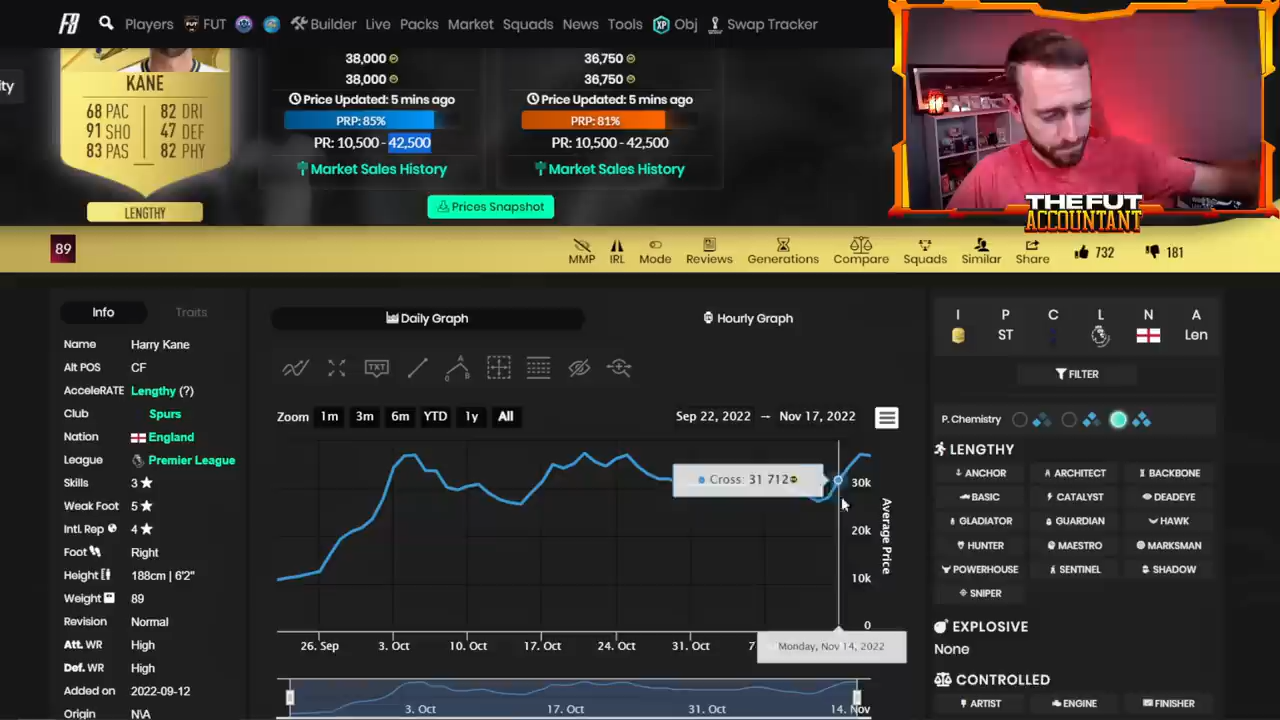 F8 Players FUT Builder Live Packs Market Squads News Tools XP Obj Swap Tracker
ity
KANE
68 PAC 82 DRI
91 SHO 47 DEF
83 PAS 82 PHY
LENGTHY
38,000
38,000
Price Updated: 5 mins ago
PRP: 85%
PR: 10,500 - 42,500
Market Sales History
36,750
36,750
Price Updated: 5 mins ago
PRP: 81%
PR: 10,500 - 42,500
Market Sales History
Prices Snapshot
THE FUT
ACCOUNTANT
89
MMP IRL Mode Reviews Generations Compare Squads Similar Share 732 181
Info Traits
Name Harry Kane
Alt POS CF
AcceleRATE Lengthy (?)
Club Spurs
Nation England
League Premier League
Skills 3
Weak Foot 5
Intl. Rep 4
Foot Right
Height 188cm | 6'2"
Weight 89
Revision Normal
Att. WR High
Def. WR High
Added on 2022-09-12
Origin N\A
Daily Graph Hourly Graph
TXT
Zoom 1m 3m 6m YTD 1y All Sep 22, 2022 → Nov 17, 2022
Cross: 31 712
30k
20k
10k
0
Average Price
26. Sep 3. Oct 10. Oct 17. Oct 24. Oct 31. Oct 7
Monday, Nov 14, 2022
3. Oct 17. Oct 31. Oct 14. Nov
I P C L N A
ST Len
FILTER
P. Chemistry
LENGTHY
ANCHOR ARCHITECT BACKBONE
BASIC CATALYST DEADEYE
GLADIATOR GUARDIAN HAWK
HUNTER MAESTRO MARKSMAN
POWERHOUSE SENTINEL SHADOW
SNIPER
EXPLOSIVE
None
CONTROLLED
ARTIST ENGINE FINISHER